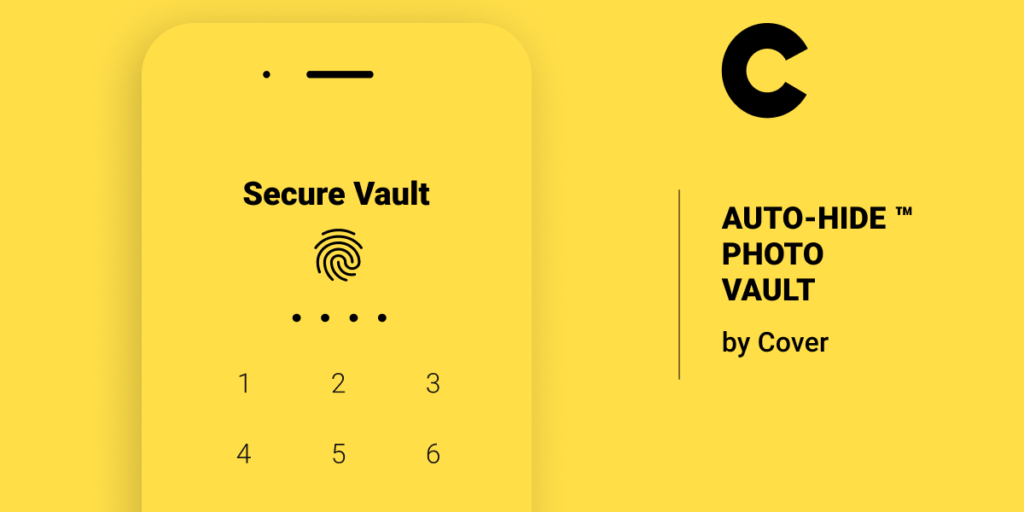 Secure Vault
1 2 3
4 5 6
C
AUTO-HIDE ™
PHOTO
VAULT
by Cover